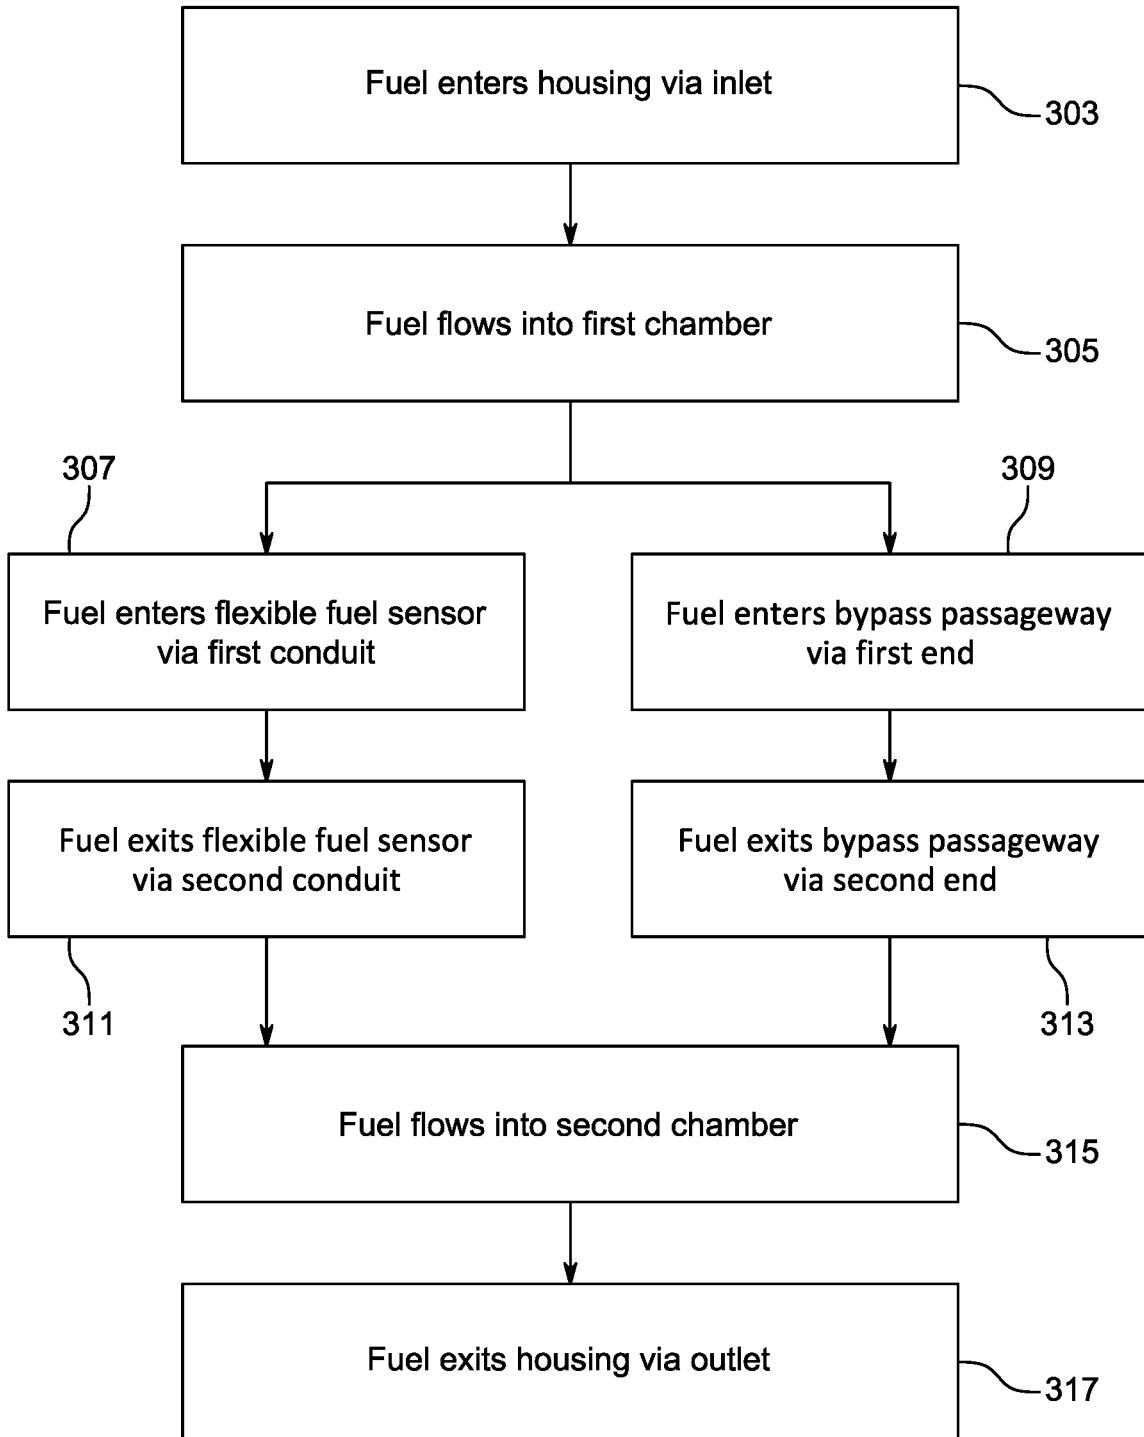 Fuel enters housing via inlet
303
Fuel flows into first chamber
305
307
309
Fuel enters flexible fuel sensor
via first conduit
Fuel enters bypass passageway
via first end
Fuel exits flexible fuel sensor
via second conduit
Fuel exits bypass passageway
via second end
311
313
Fuel flows into second chamber
315
Fuel exits housing via outlet
317